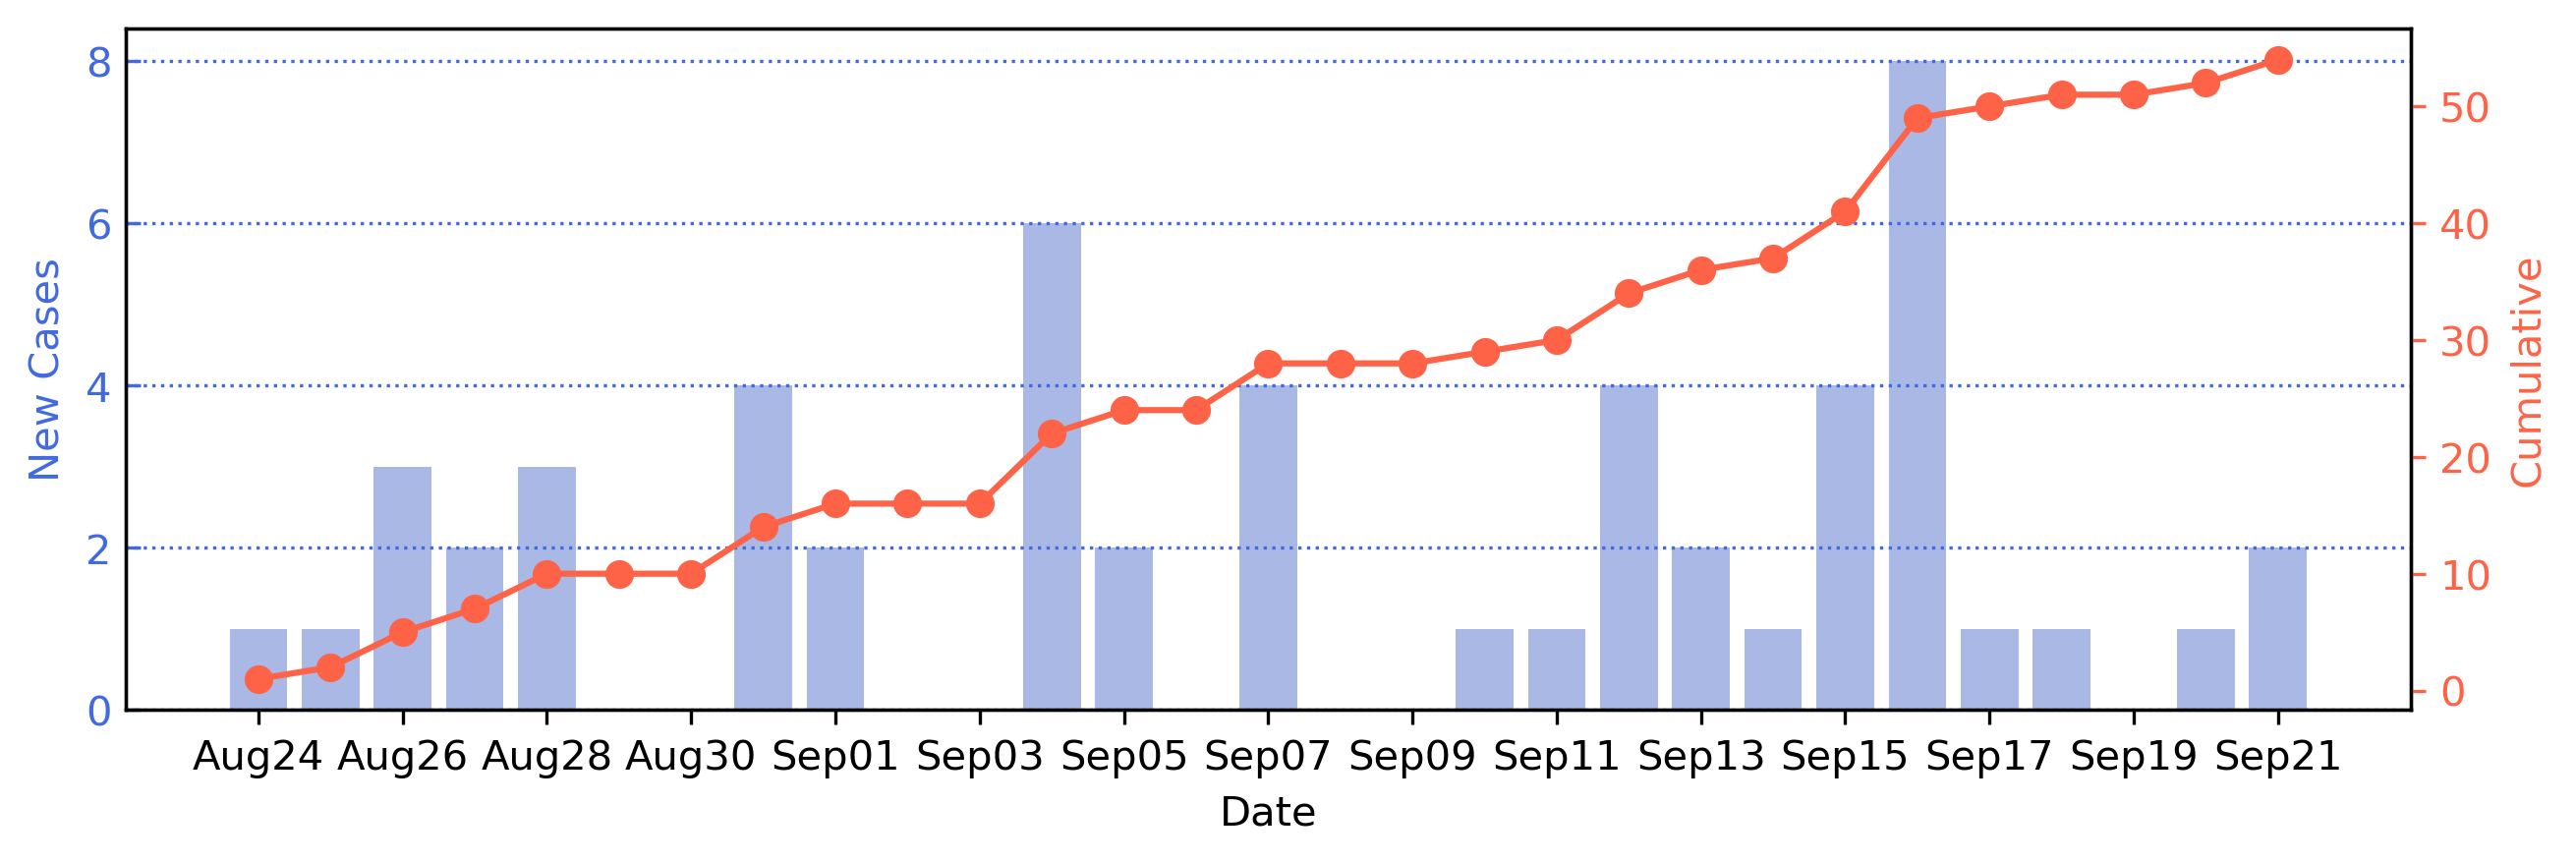 8
6
4
2
0
New Cases
50
40
30
20
10
0
Cumulative
Aug24 Aug26 Aug28 Aug30 Sep01 Sep03 Sep05 Sep07 Sep09 Sep11 Sep13 Sep15 Sep17 Sep19 Sep21
Date